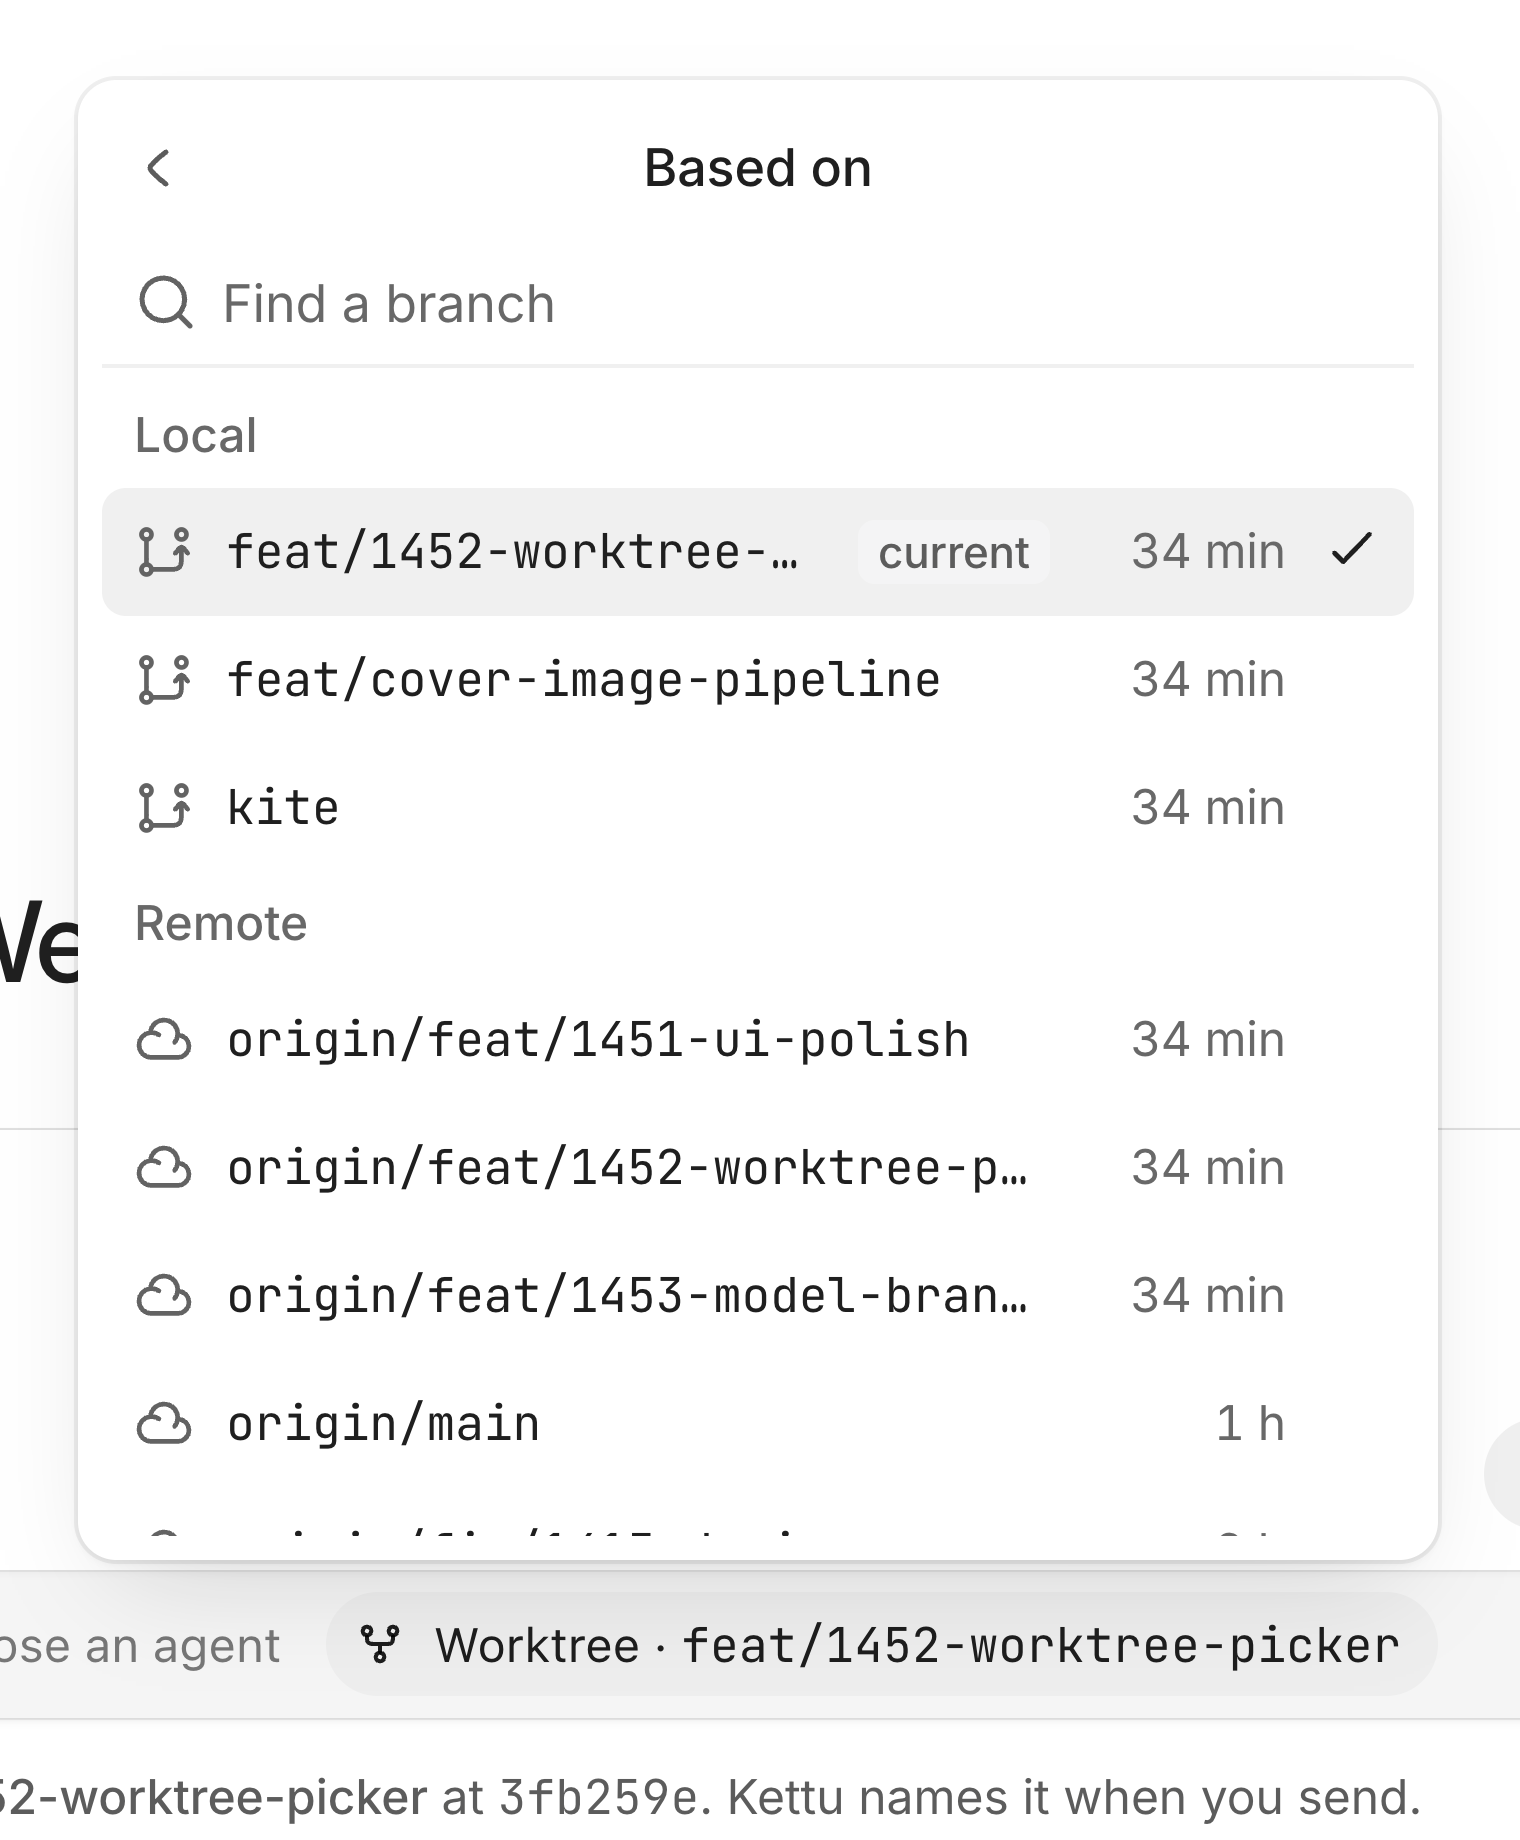 Based on
Find a branch
Local
feat/1452-worktree-… current 34 min
feat/cover-image-pipeline 34 min
kite 34 min
Remote
origin/feat/1451-ui-polish 34 min
origin/feat/1452-worktree-p… 34 min
origin/feat/1453-model-bran… 34 min
origin/main 1 h
an agent Worktree · feat/1452-worktree-picker
52-worktree-picker at 3fb259e. Kettu names it when you send.